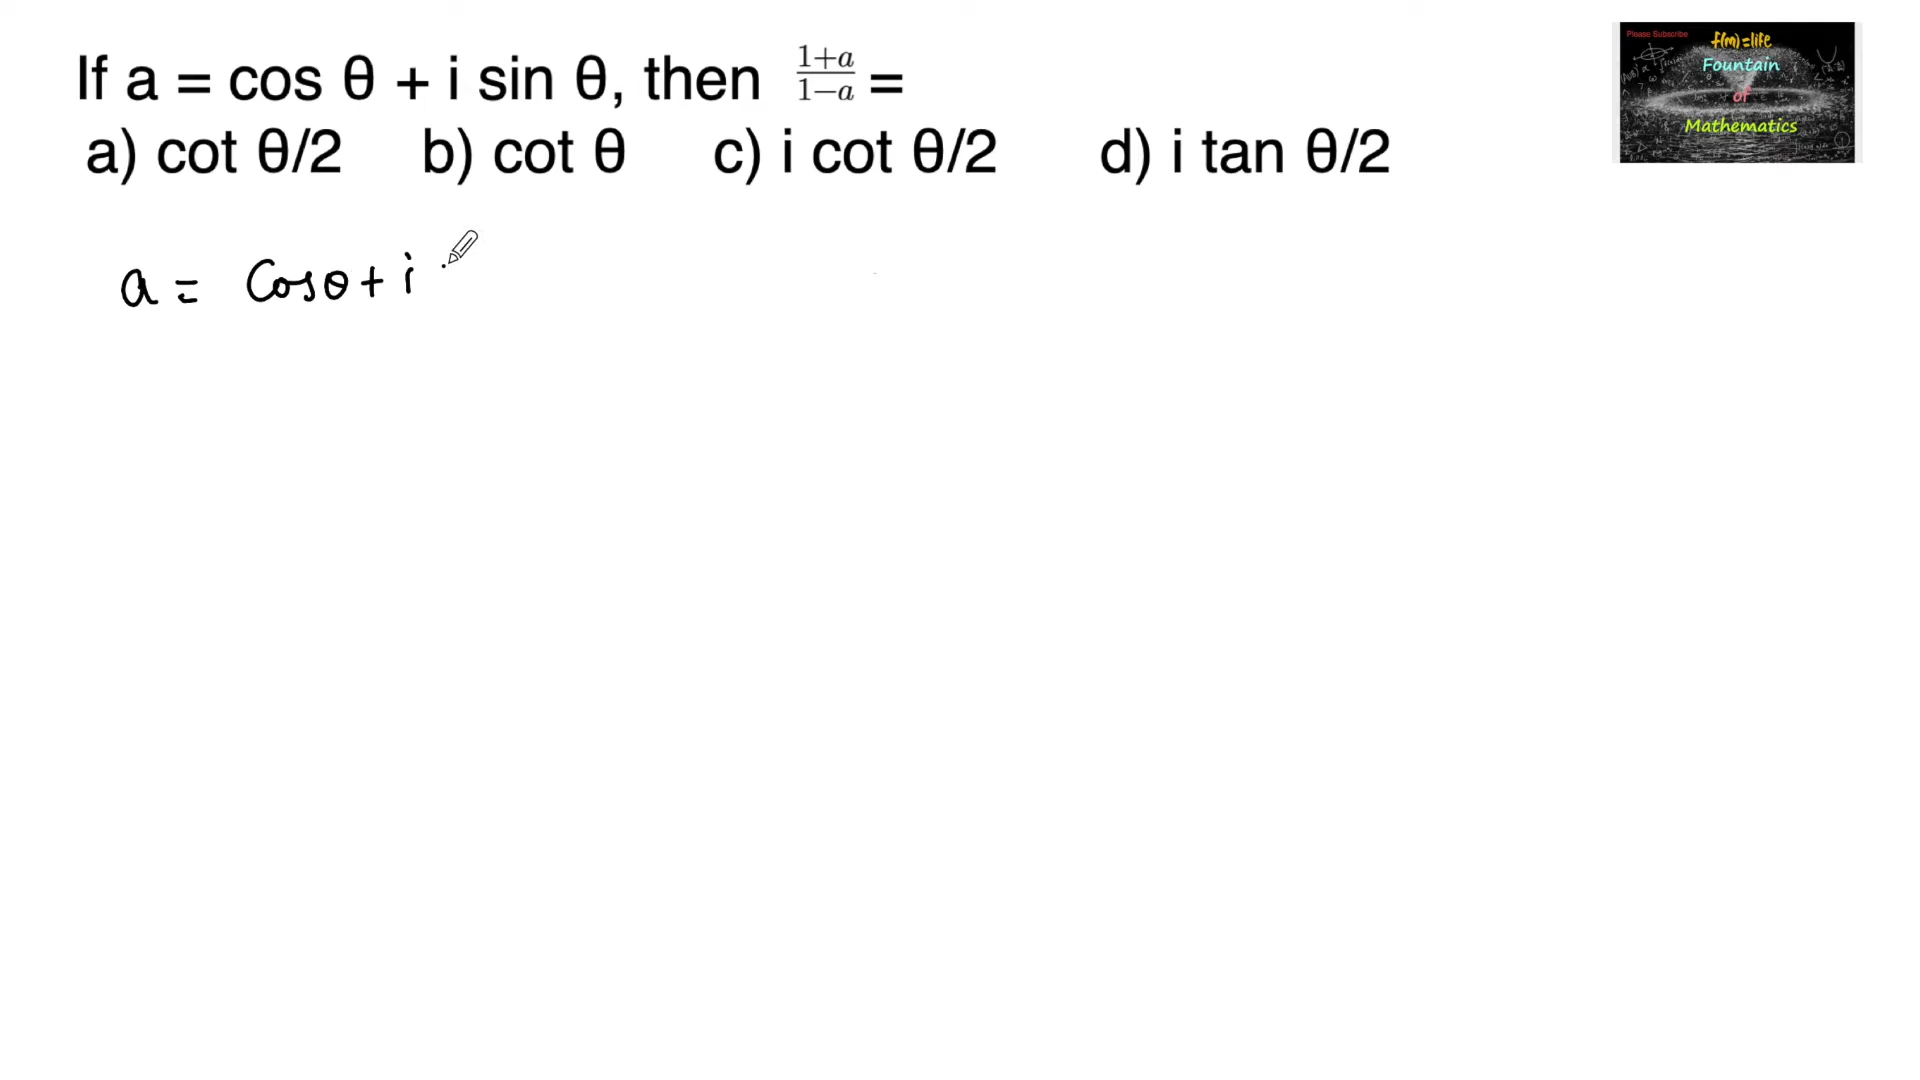 If a = cos θ + i sin θ, then (1+a)/(1−a) =
a) cot θ/2 b) cot θ c) i cot θ/2 d) i tan θ/2
a = Cosθ + i
Please Subscribe
f(m)=life
Fountain
of
Mathematics